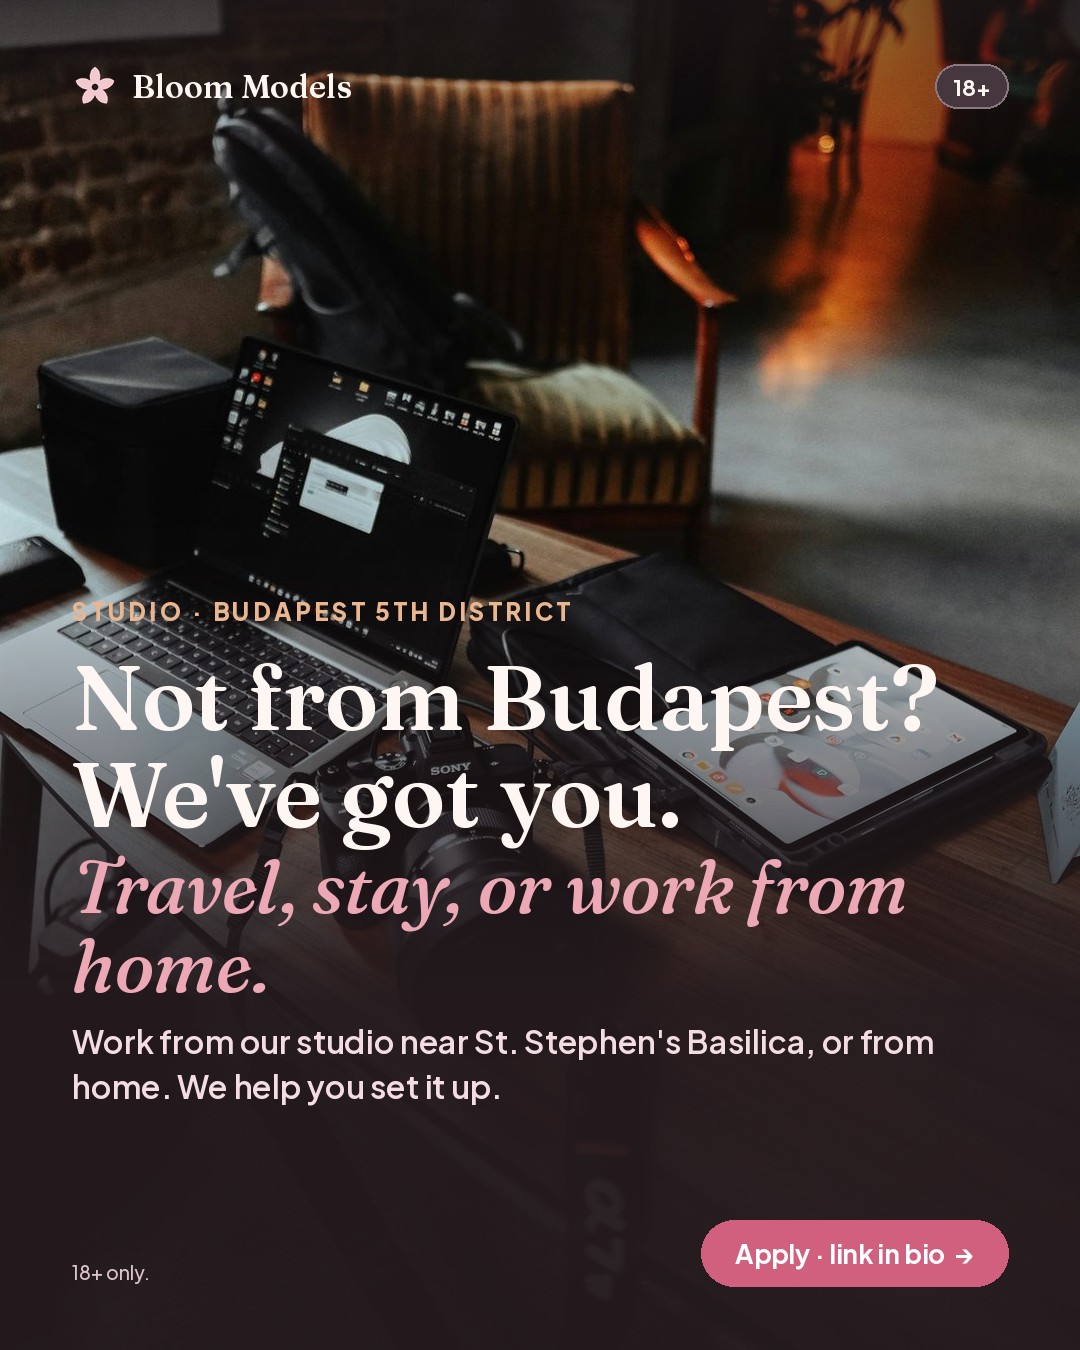 Bloom Models
18+
STUDIO · BUDAPEST 5TH DISTRICT
Not from Budapest?
We've got you.
SONY
Travel, stay, or work from
home.
Work from our studio near St. Stephen's Basilica, or from
home. We help you set it up.
α7ⅳ
18+ only.
Apply · link in bio →